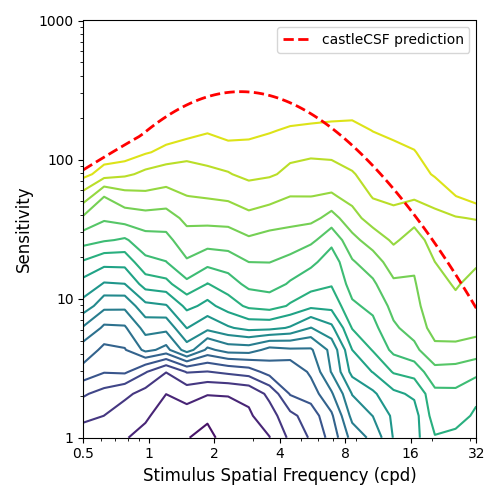 1000
castleCSF prediction
100
Sensitivity
10
1
0.5 1 2 4 8 16 32
Stimulus Spatial Frequency (cpd)